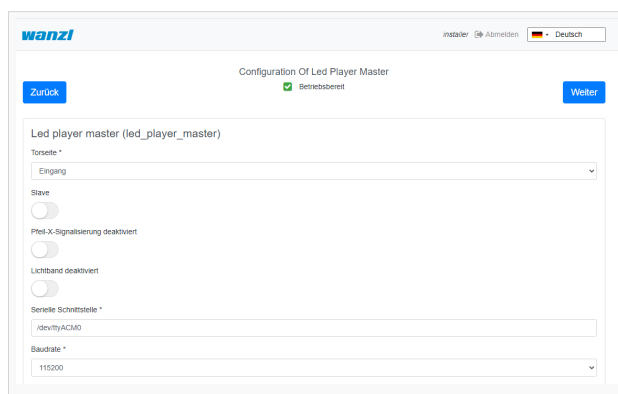 wanzl
installer Abmelden Deutsch
Configuration Of Led Player Master
Zurück Betriebsbereit Weiter
Led player master (led_player_master)
Torseite *
Eingang
Slave
Pfeil-X-Signalisierung deaktiviert
Lichtband deaktiviert
Serielle Schnittstelle *
/dev/ttyACM0
Baudrate *
115200